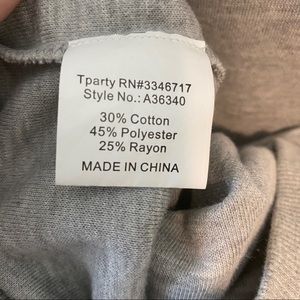 Tparty RN#3346717
Style No.: A36340
30% Cotton
45% Polyester
25% Rayon
MADE IN CHINA